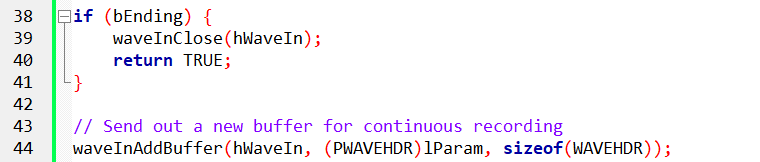 38 if (bEnding) {
39 waveInClose(hWaveIn);
40 return TRUE;
41 }
42
43 // Send out a new buffer for continuous recording
44 waveInAddBuffer(hWaveIn, (PWAVEHDR)lParam, sizeof(WAVEHDR));